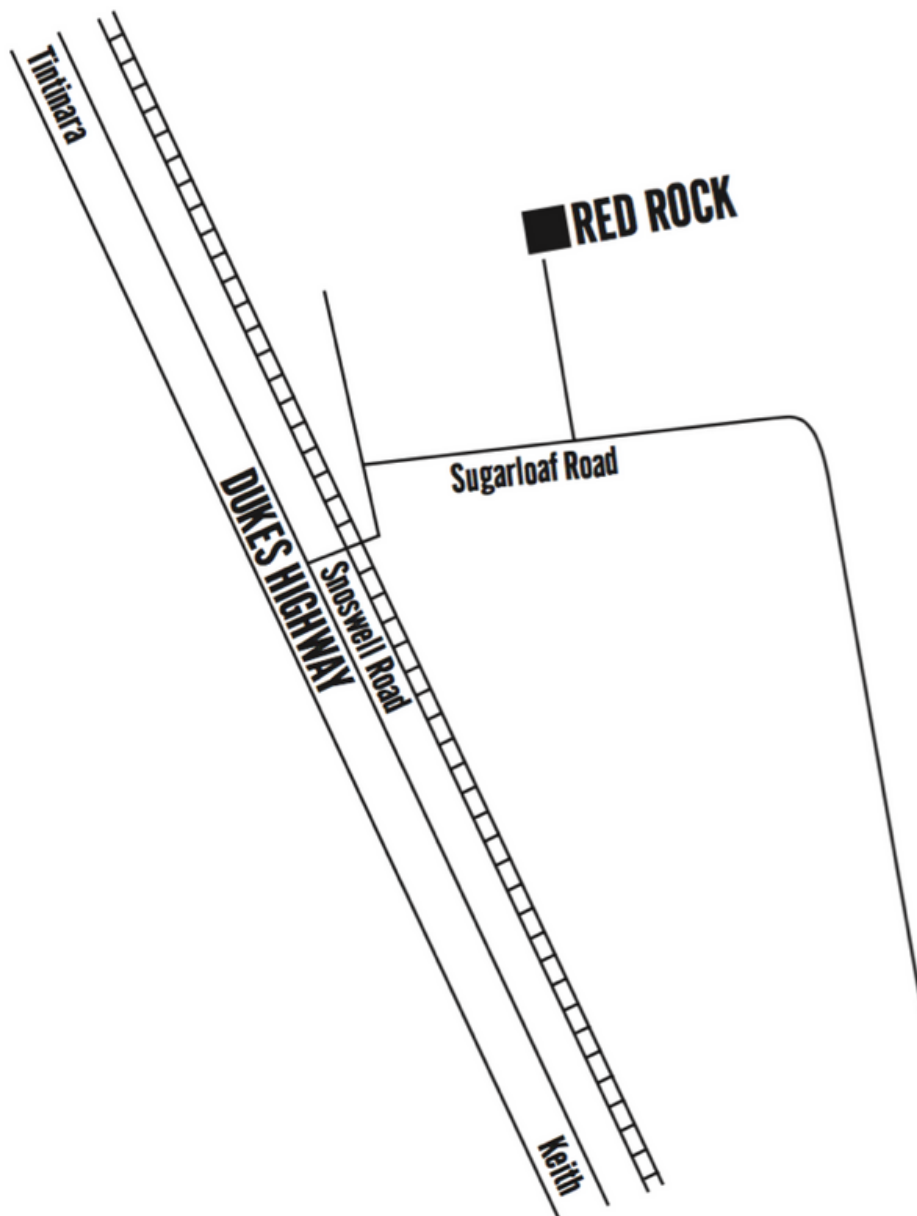 Tintinara
RED ROCK
Sugarloaf Road
DUKES HIGHWAY
Snoswell Road
Keith